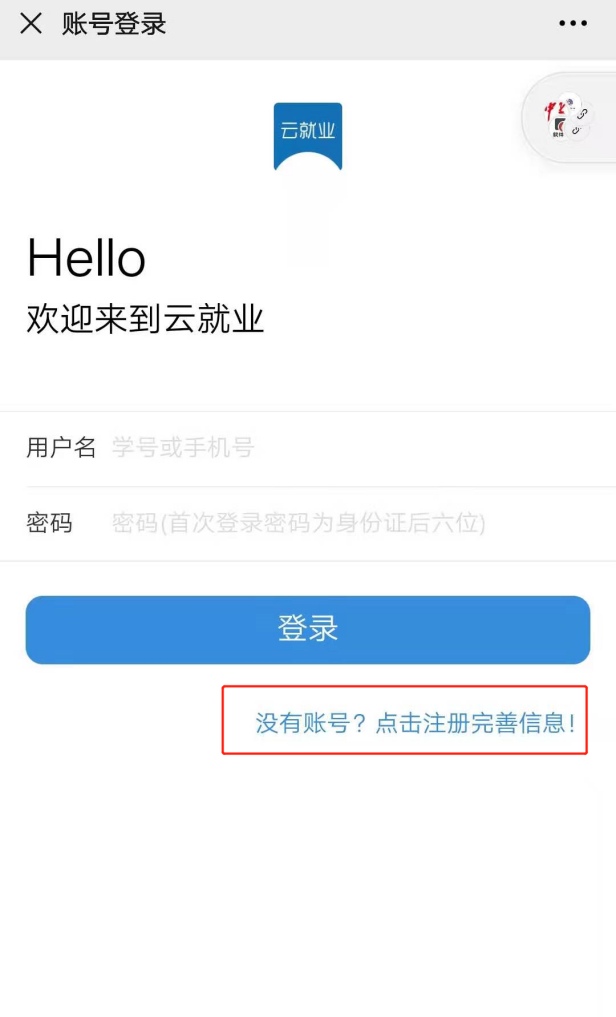 账号登录
云就业
Hello
欢迎来到云就业
用户名 学号或手机号
密码 密码(首次登录密码为身份证后六位)
登录
没有账号？点击注册完善信息！